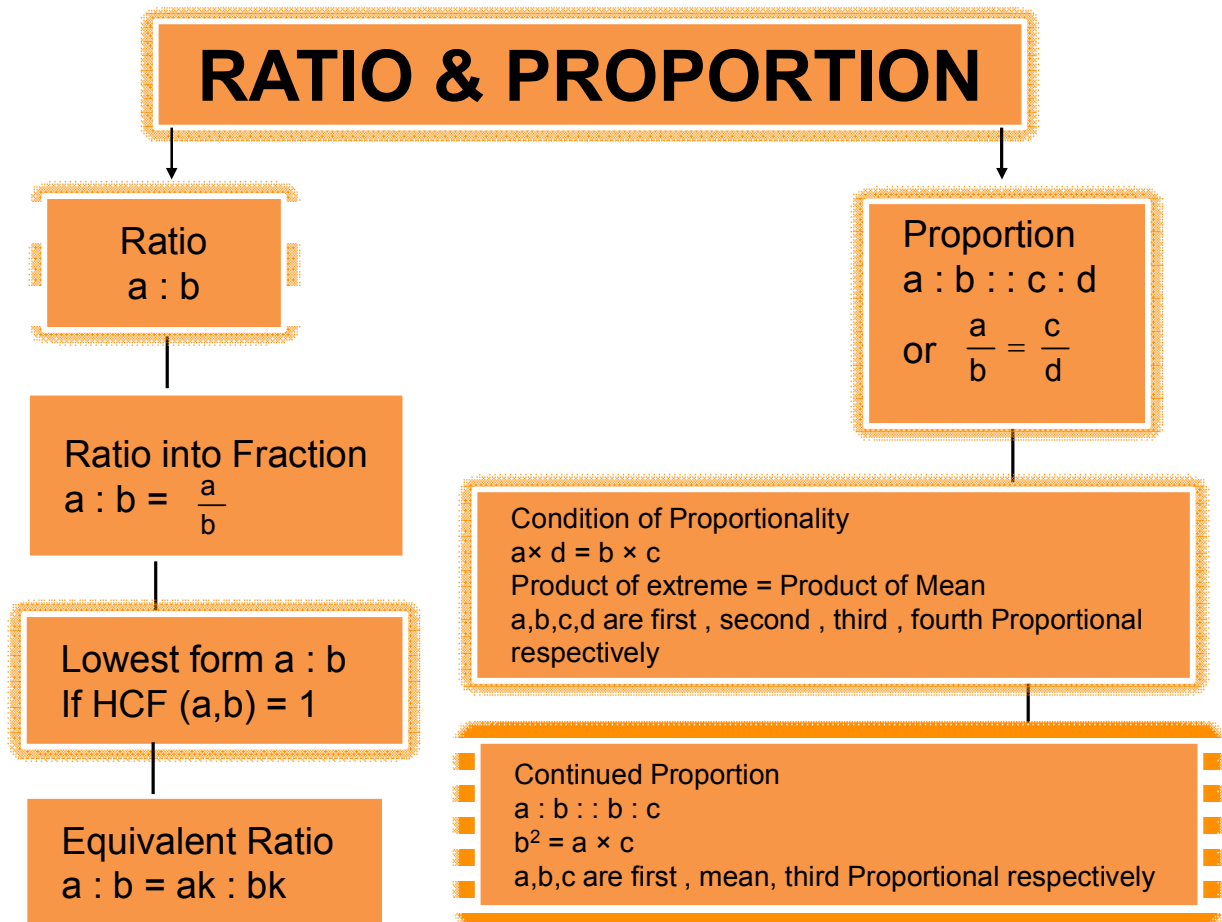 RATIO & PROPORTION
Ratio
a : b
Ratio into Fraction
a : b = a/b
Lowest form a : b
If HCF (a,b) = 1
Equivalent Ratio
a : b = ak : bk
Proportion
a : b : : c : d
or a/b = c/d
Condition of Proportionality
a× d = b × c
Product of extreme = Product of Mean
a,b,c,d are first , second , third , fourth Proportional
respectively
Continued Proportion
a : b : : b : c
b² = a × c
a,b,c are first , mean, third Proportional respectively